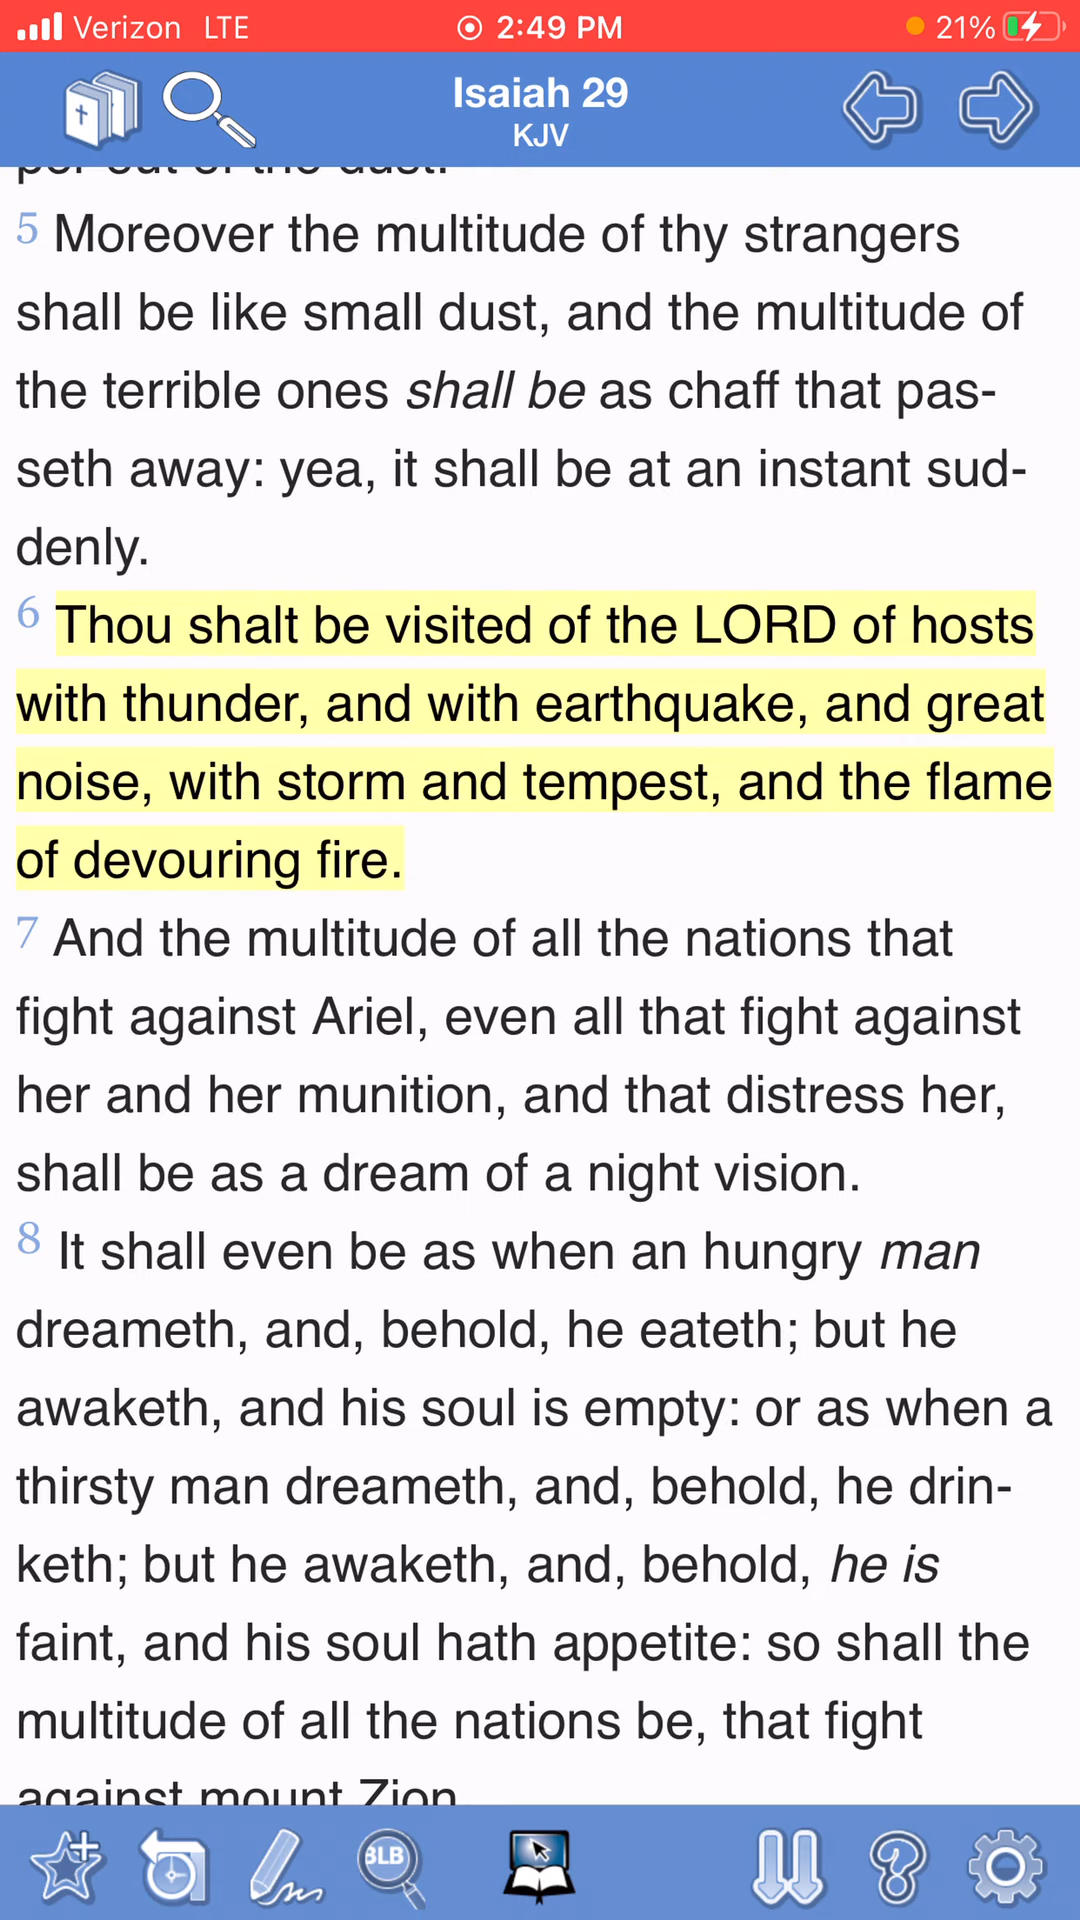 Verizon LTE 2:49 PM 21%
Isaiah 29
KJV
per out of the dust.
5 Moreover the multitude of thy strangers
shall be like small dust, and the multitude of
the terrible ones shall be as chaff that pas-
seth away: yea, it shall be at an instant sud-
denly.
6 Thou shalt be visited of the LORD of hosts
with thunder, and with earthquake, and great
noise, with storm and tempest, and the flame
of devouring fire.
7 And the multitude of all the nations that
fight against Ariel, even all that fight against
her and her munition, and that distress her,
shall be as a dream of a night vision.
8 It shall even be as when an hungry man
dreameth, and, behold, he eateth; but he
awaketh, and his soul is empty: or as when a
thirsty man dreameth, and, behold, he drin-
keth; but he awaketh, and, behold, he is
faint, and his soul hath appetite: so shall the
multitude of all the nations be, that fight
against mount Zion.
BLB